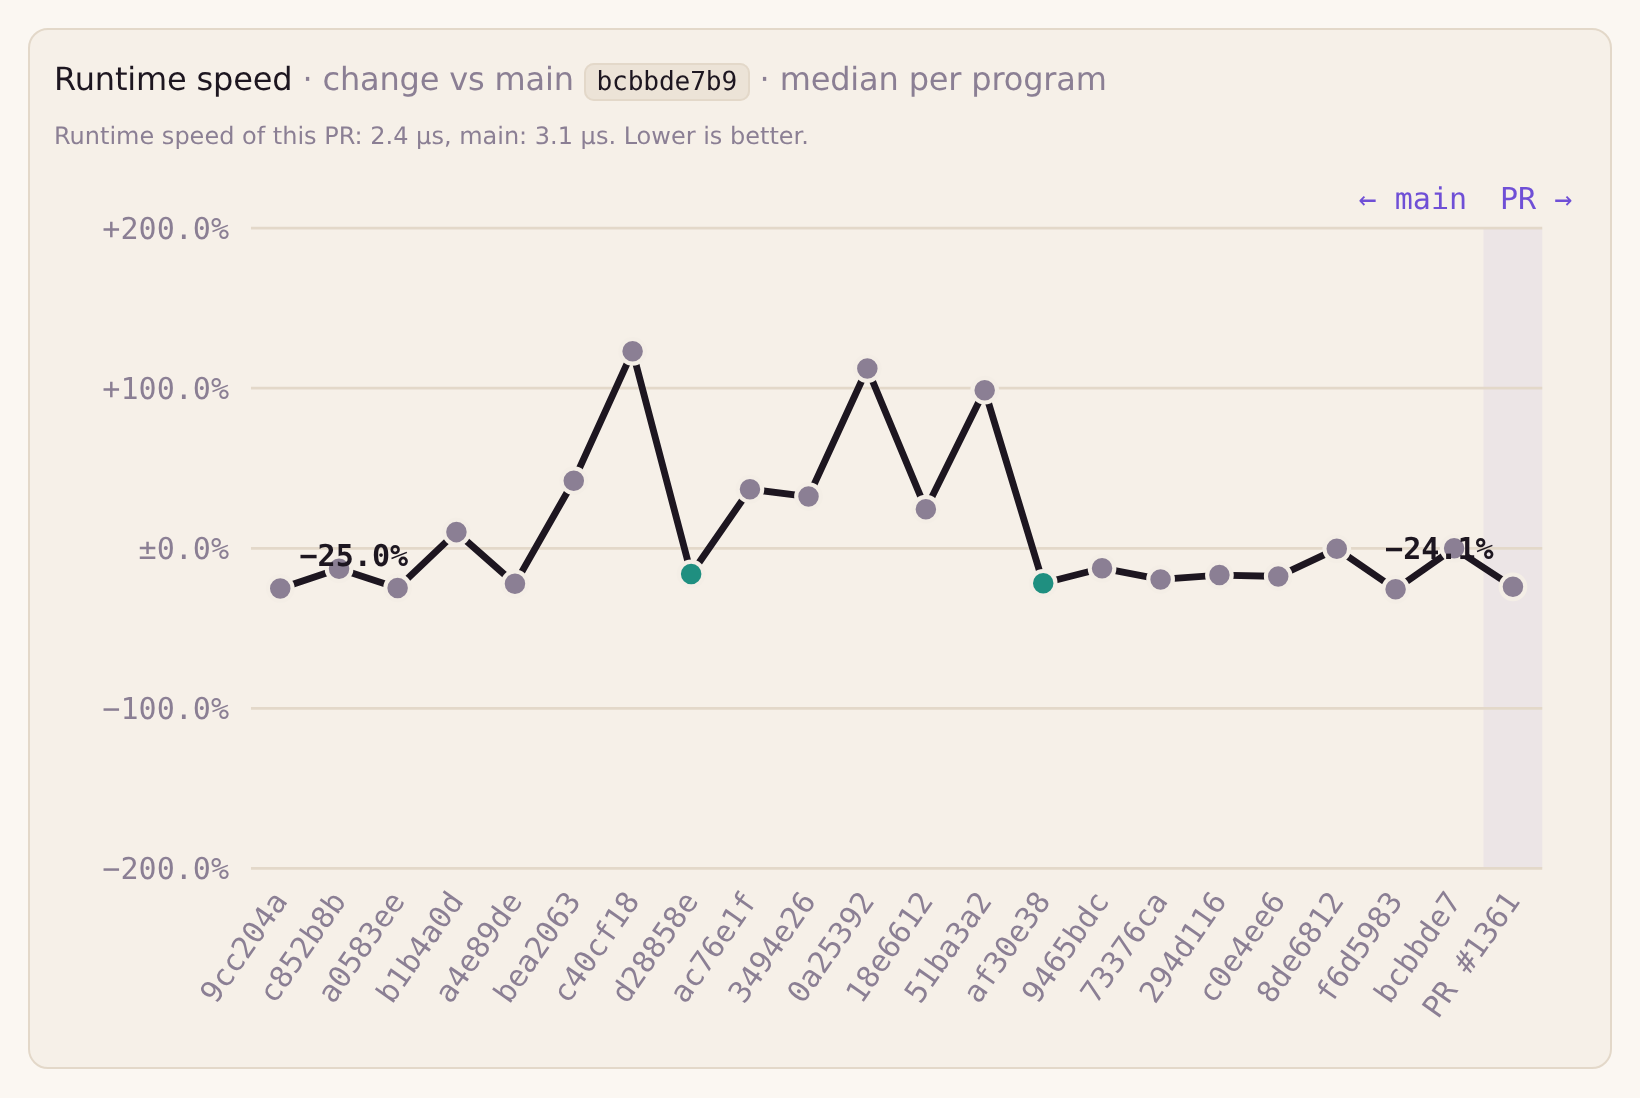 Runtime speed · change vs main bcbbde7b9 · median per program
Runtime speed of this PR: 2.4 µs, main: 3.1 µs. Lower is better.
← main PR →
+200.0%
+100.0%
±0.0%
−100.0%
−200.0%
−25.0%
−24.1%
9cc204a
c852b8b
a0583ee
b1b4a0d
a4e89de
bea2063
c40cf18
d28858e
ac76e1f
3494e26
0a25392
18e6612
51ba3a2
af30e38
9465bdc
73376ca
294d116
c0e4ee6
8de6812
f6d5983
bcbbde7
PR #1361